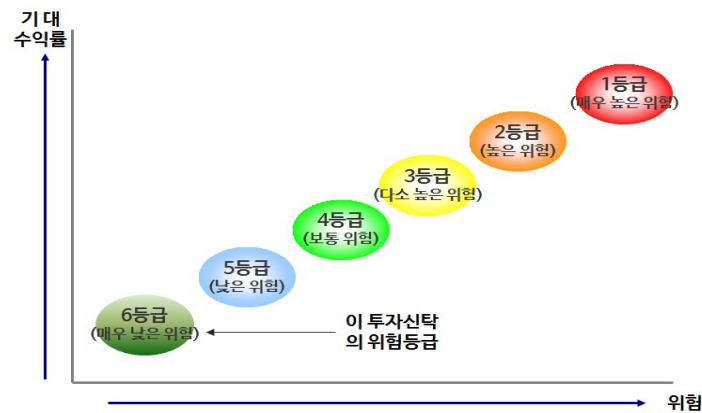 기 대
수익률
1등급
(매우 높은 위험)
2등급
(높은 위험)
3등급
(다소 높은 위험)
4등급
(보통 위험)
5등급
(낮은 위험)
6등급
(매우 낮은 위험)
이 투자신탁
의 위험등급
위험